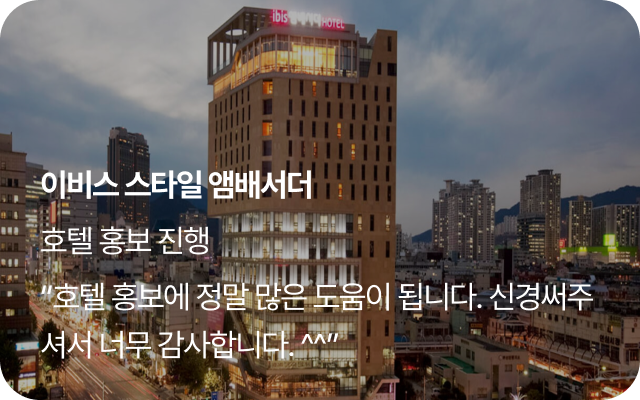 ibis
HOTEL
이비스 스타일 앰배서더
호텔 홍보 진행
“호텔 홍보에 정말 많은 도움이 됩니다. 신경써주
셔서 너무 감사합니다. ^^”